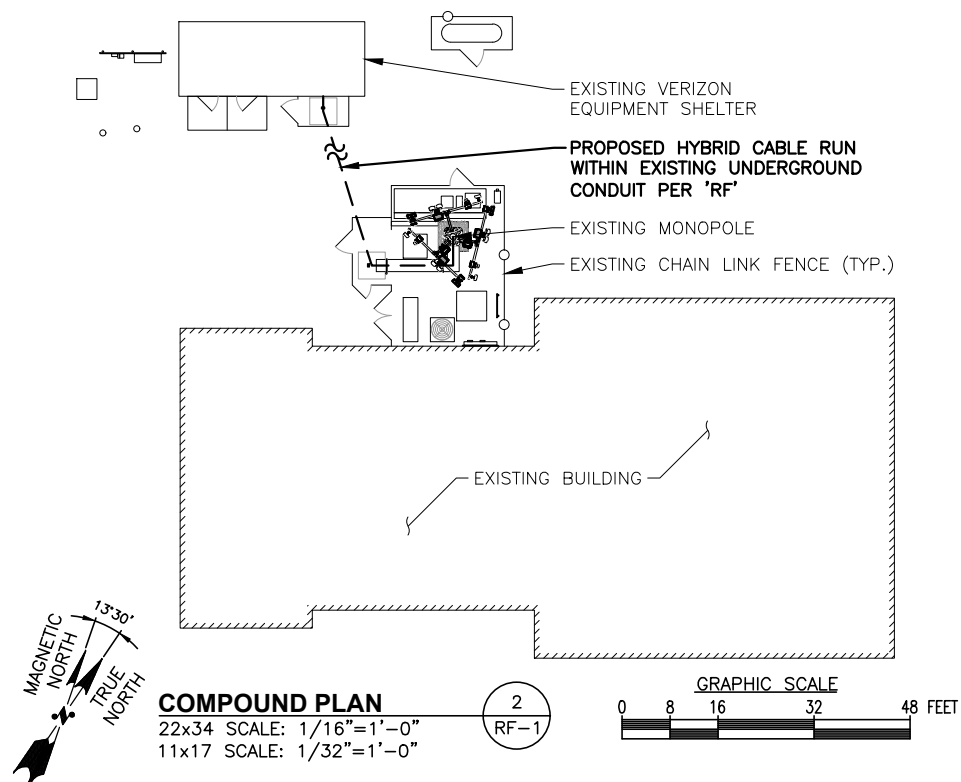 EXISTING VERIZON
EQUIPMENT SHELTER
PROPOSED HYBRID CABLE RUN
WITHIN EXISTING UNDERGROUND
CONDUIT PER 'RF'
EXISTING MONOPOLE
EXISTING CHAIN LINK FENCE (TYP.)
EXISTING BUILDING
13°30'
MAGNETIC
NORTH
TRUE
NORTH
N
COMPOUND PLAN
22x34 SCALE: 1/16"=1'-0"
11x17 SCALE: 1/32"=1'-0"
2
RF-1
GRAPHIC SCALE
0 8 16 32 48 FEET